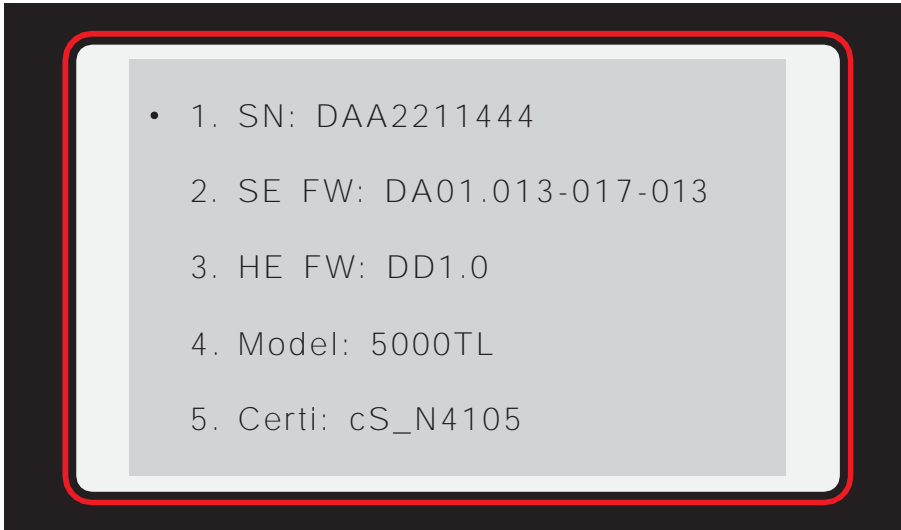 • 1. SN: DAA2211444
2. SE FW: DA01.013-017-013
3. HE FW: DD1.0
4. Model: 5000TL
5. Certi: cS_N4105